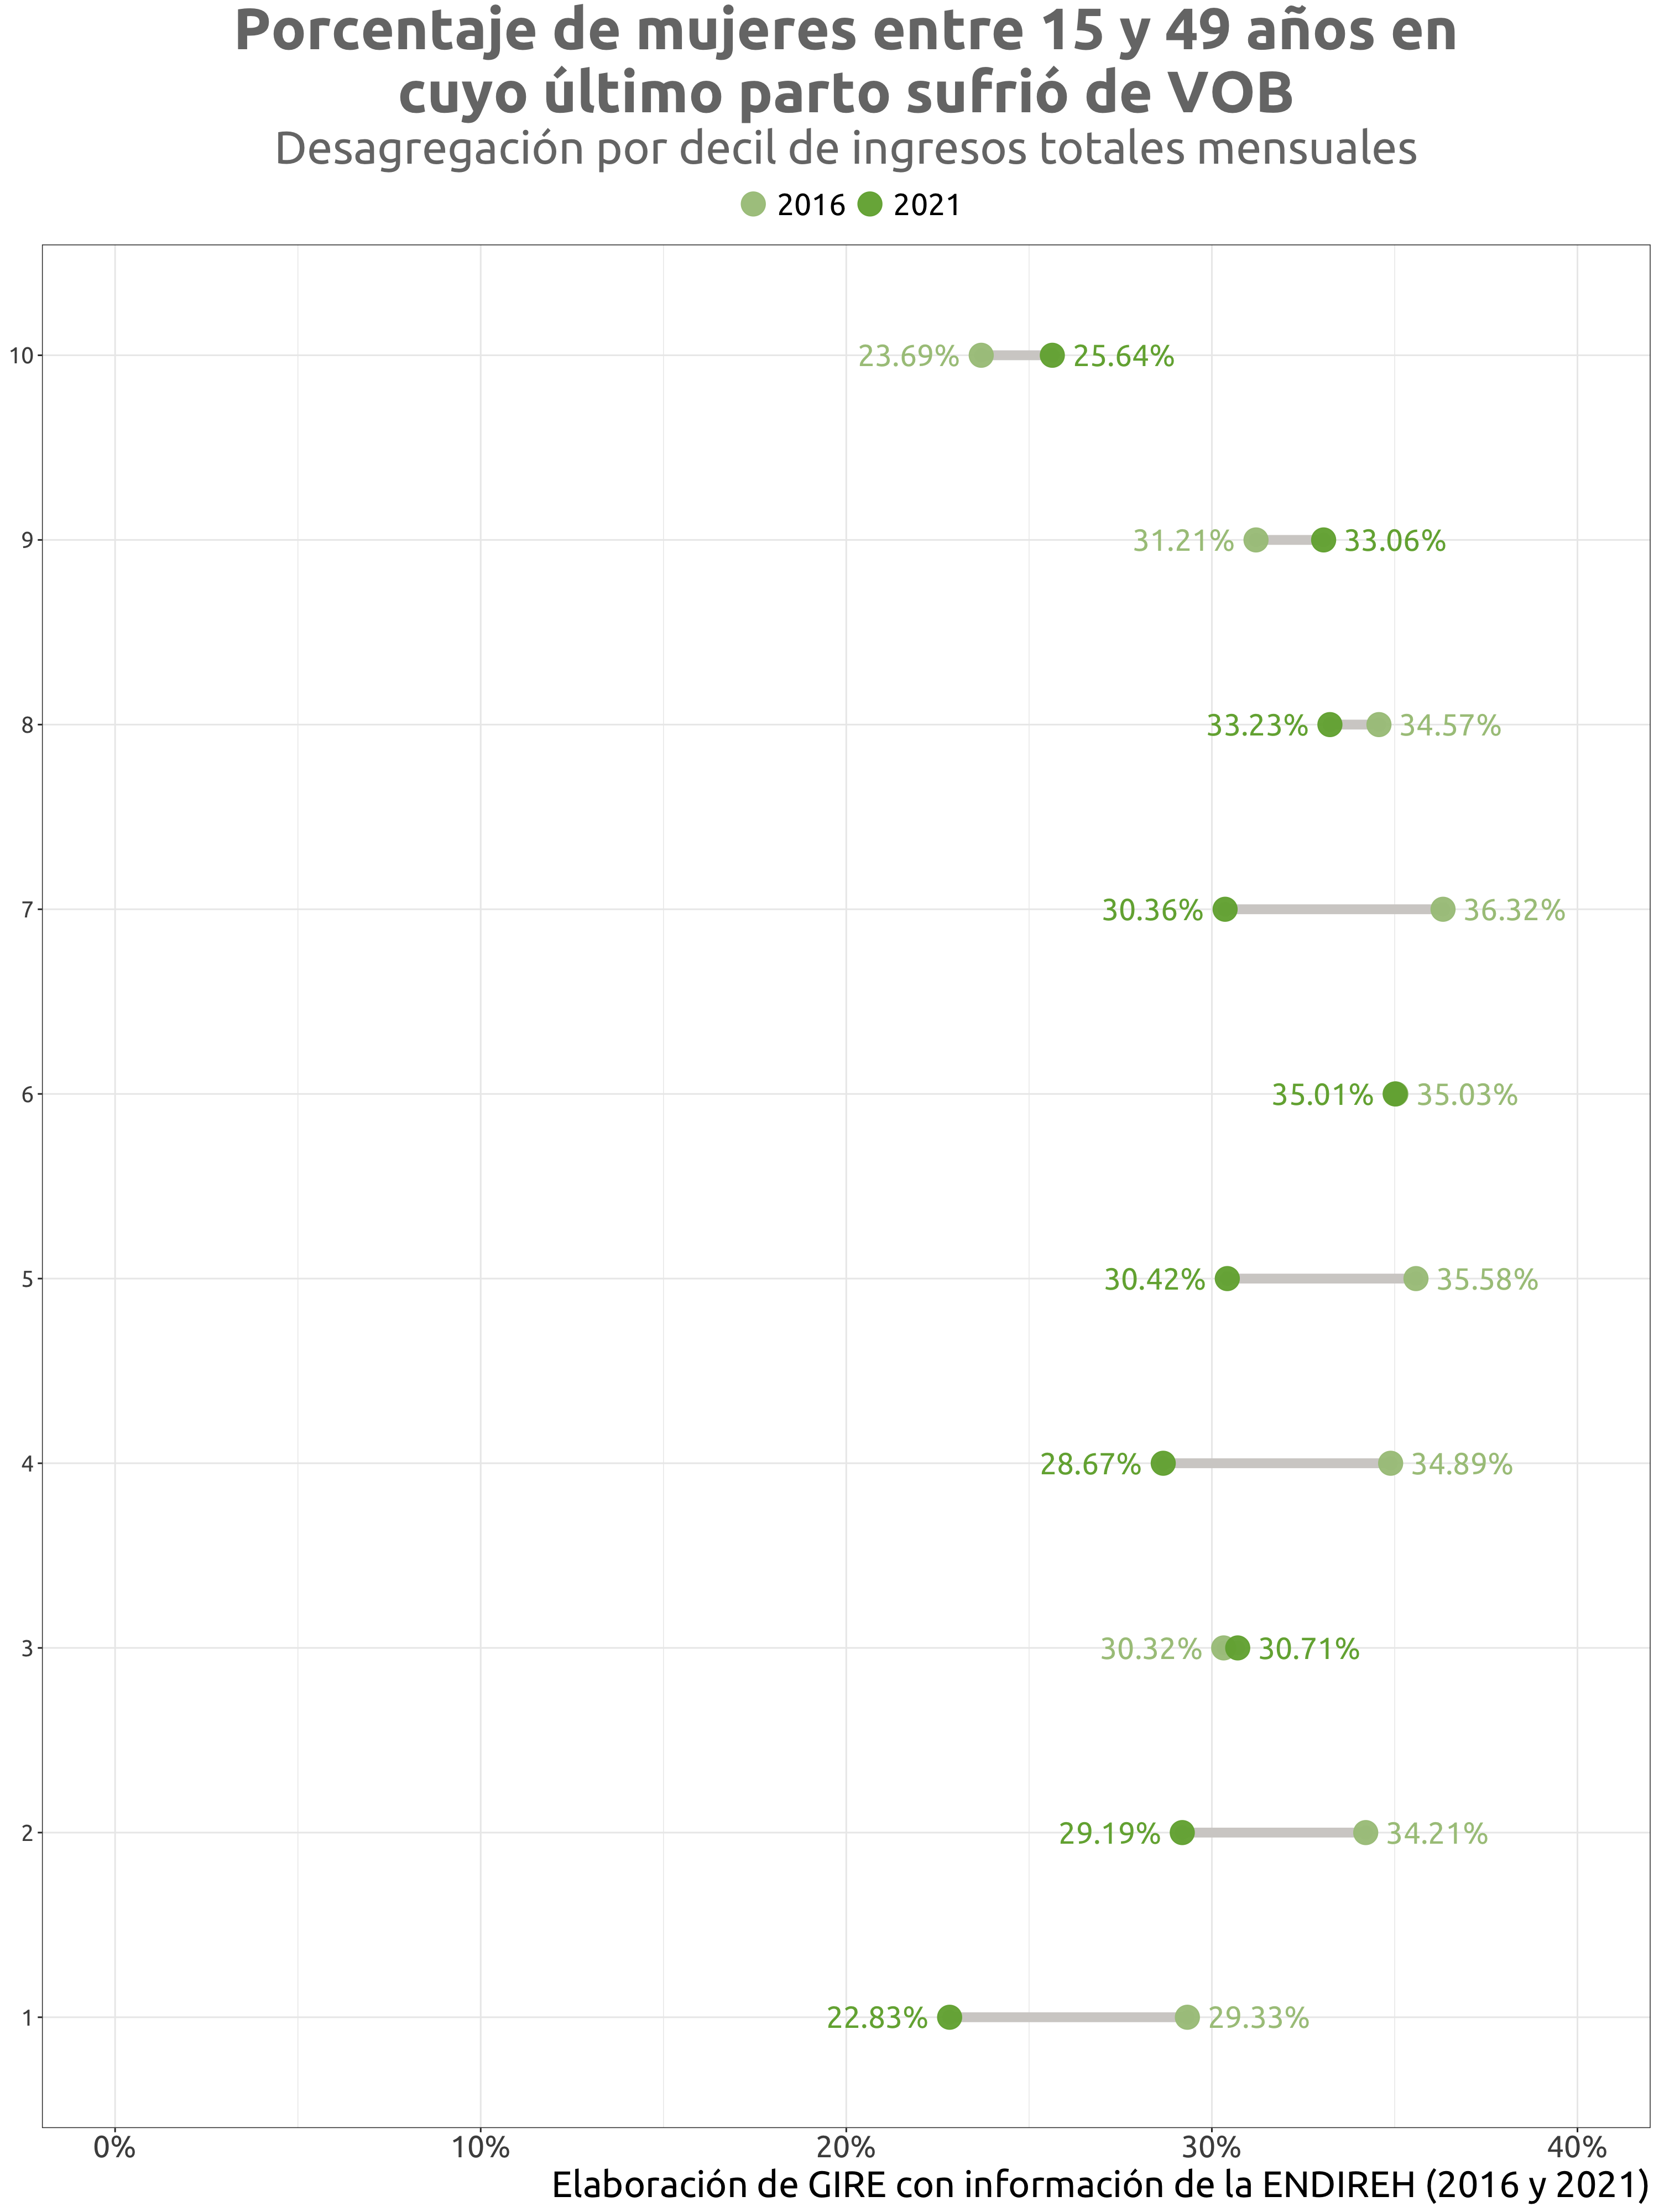 Porcentaje de mujeres entre 15 y 49 años en
cuyo último parto sufrió de VOB
Desagregación por decil de ingresos totales mensuales
2016 2021
10 23.69% 25.64%
9 31.21% 33.06%
8 33.23% 34.57%
7 30.36% 36.32%
6 35.01% 35.03%
5 30.42% 35.58%
4 28.67% 34.89%
3 30.32% 30.71%
2 29.19% 34.21%
1 22.83% 29.33%
0% 10% 20% 30% 40%
Elaboración de GIRE con información de la ENDIREH (2016 y 2021)